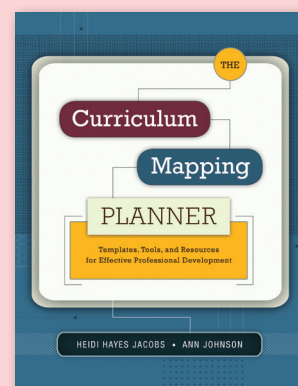 THE
Curriculum
Mapping
PLANNER
Templates, Tools, and Resources
for Effective Professional Development
HEIDI HAYES JACOBS • ANN JOHNSON